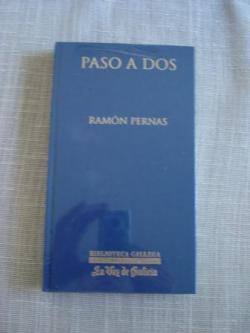 PASO A DOS
RAMÓN PERNAS
BIBLIOTECA GALLEGA
La Voz de Galicia